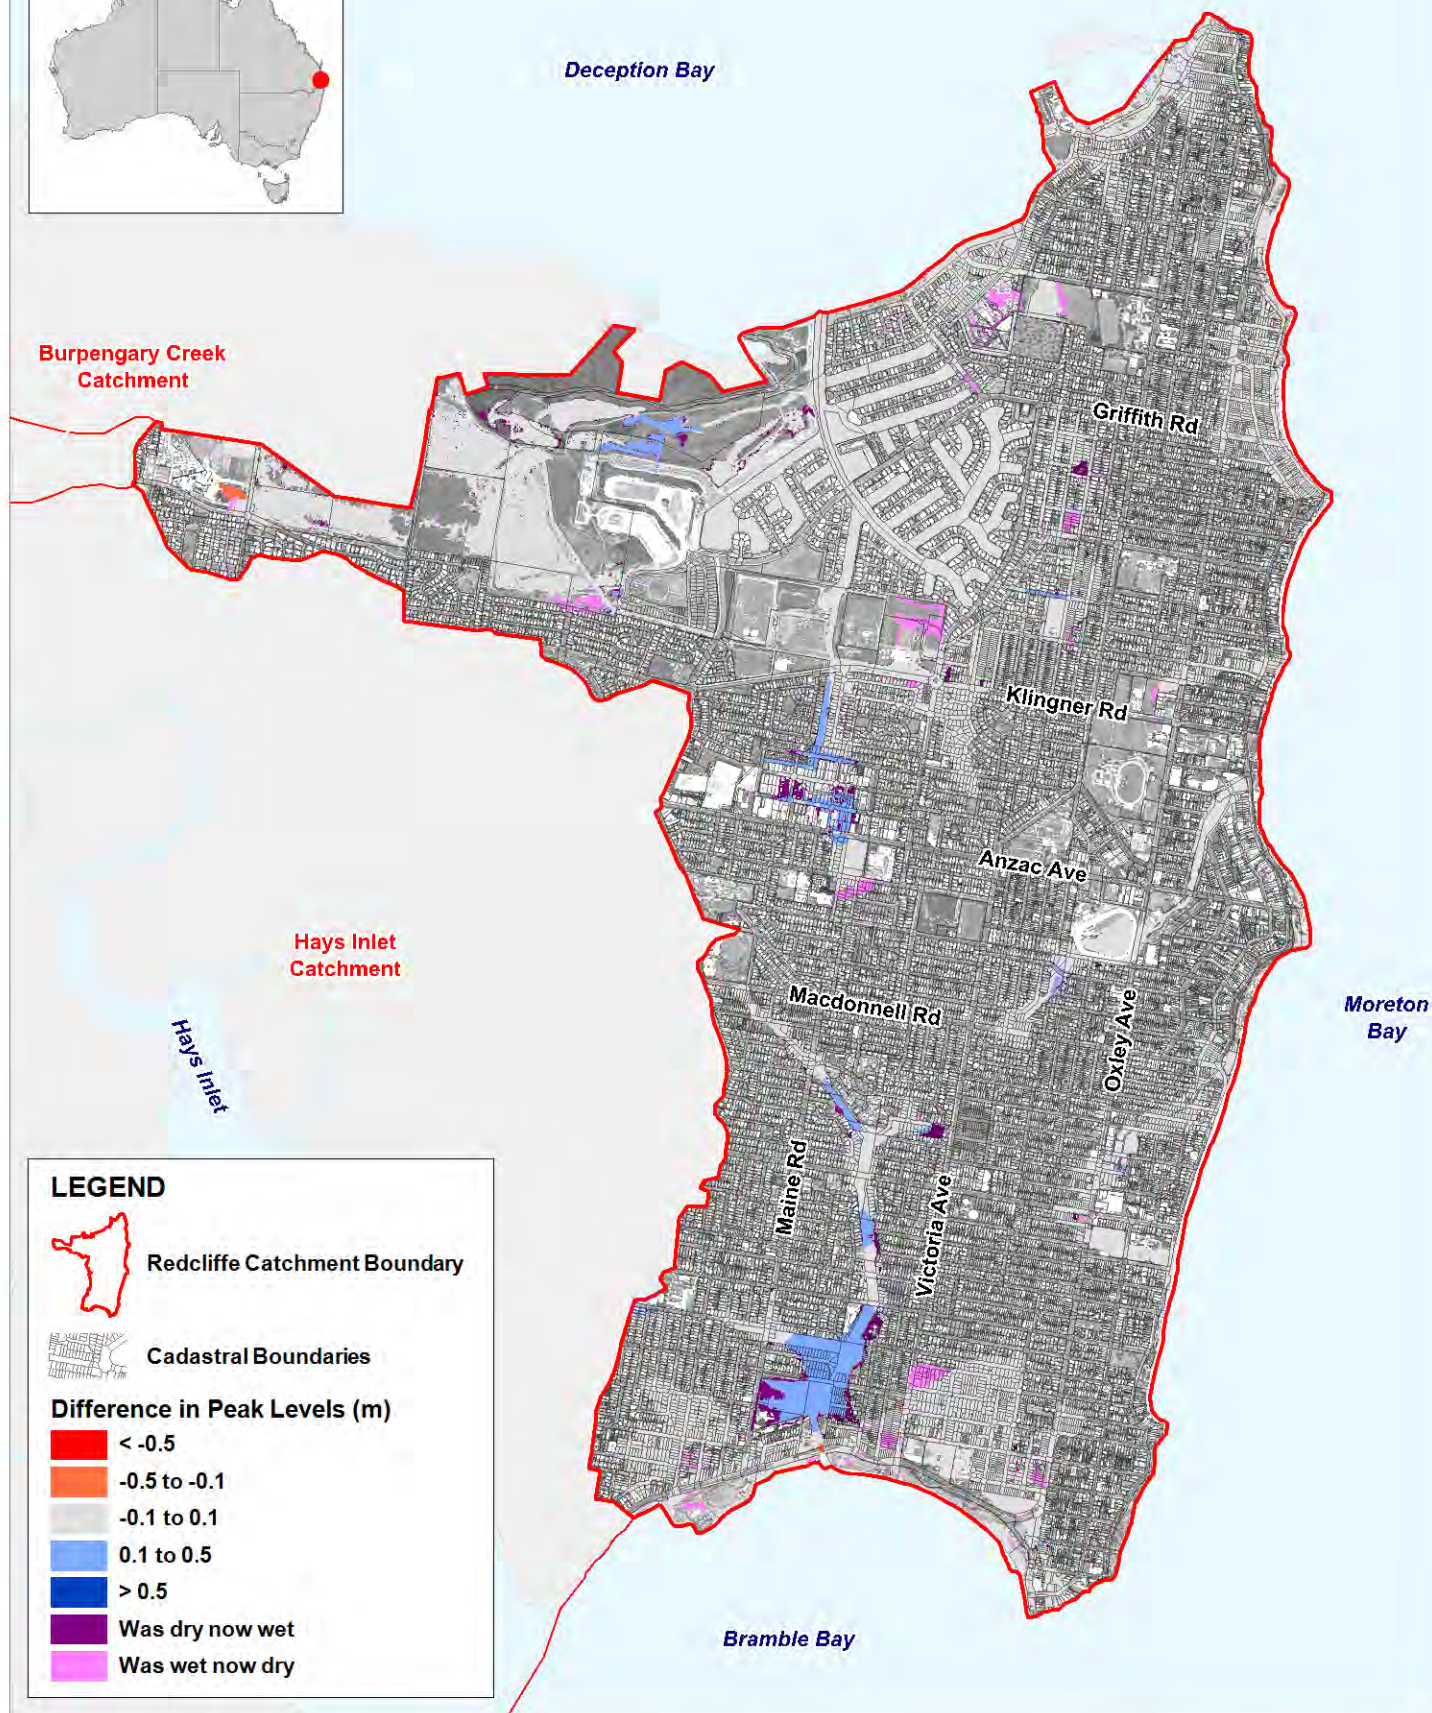 Deception Bay
Burpengary Creek
Catchment
Griffith Rd
Klingner Rd
Anzac Ave
Hays Inlet
Catchment
Macdonnell Rd
Oxley Ave
Moreton
Bay
Hays Inlet
Maine Rd
Victoria Ave
LEGEND
Redcliffe Catchment Boundary
Cadastral Boundaries
Difference in Peak Levels (m)
< -0.5
-0.5 to -0.1
-0.1 to 0.1
0.1 to 0.5
> 0.5
Was dry now wet
Was wet now dry
Bramble Bay